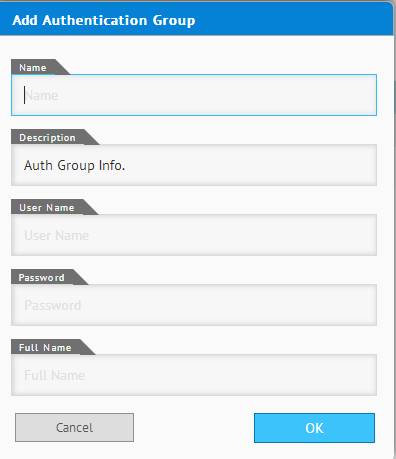 Add Authentication Group
Name
Name
Description
Auth Group Info.
User Name
User Name
Password
Password
Full Name
Full Name
Cancel OK